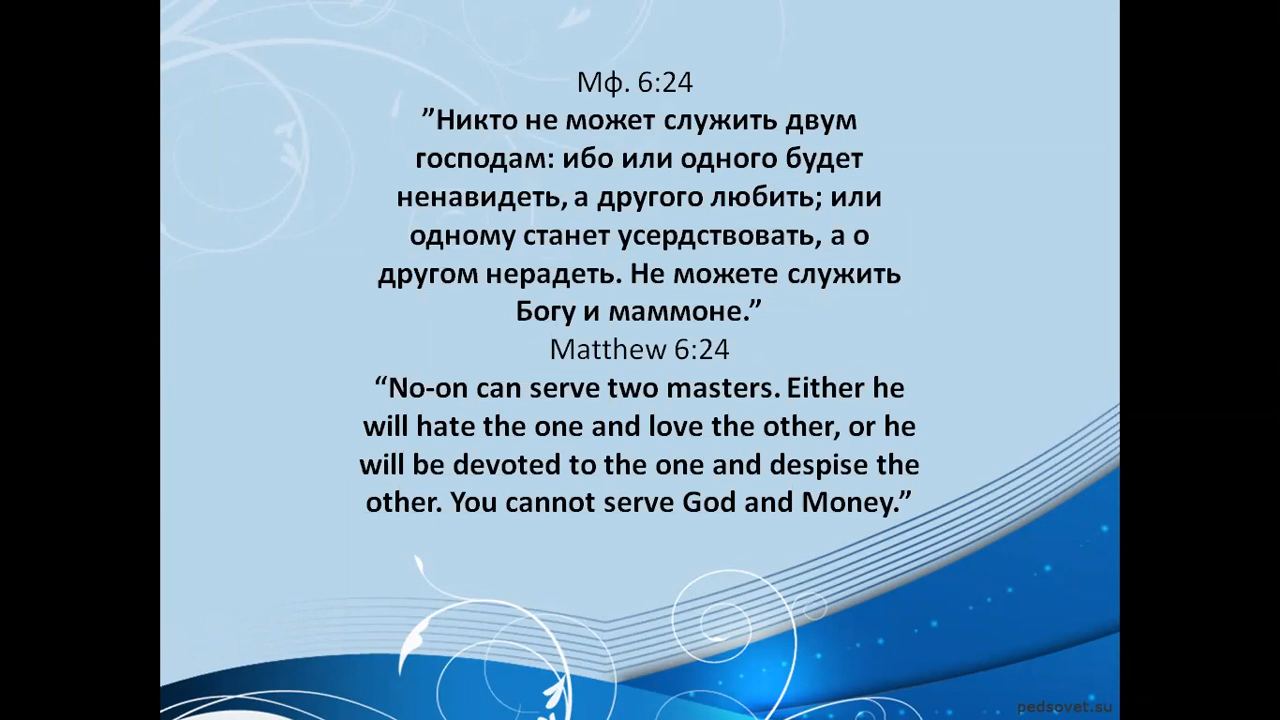 Мф. 6:24
”Никто не может служить двум
господам: ибо или одного будет
ненавидеть, а другого любить; или
одному станет усердствовать, а о
другом нерадеть. Не можете служить
Богу и маммоне.”
Matthew 6:24
“No-on can serve two masters. Either he
will hate the one and love the other, or he
will be devoted to the one and despise the
other. You cannot serve God and Money.”
pedsovet.su